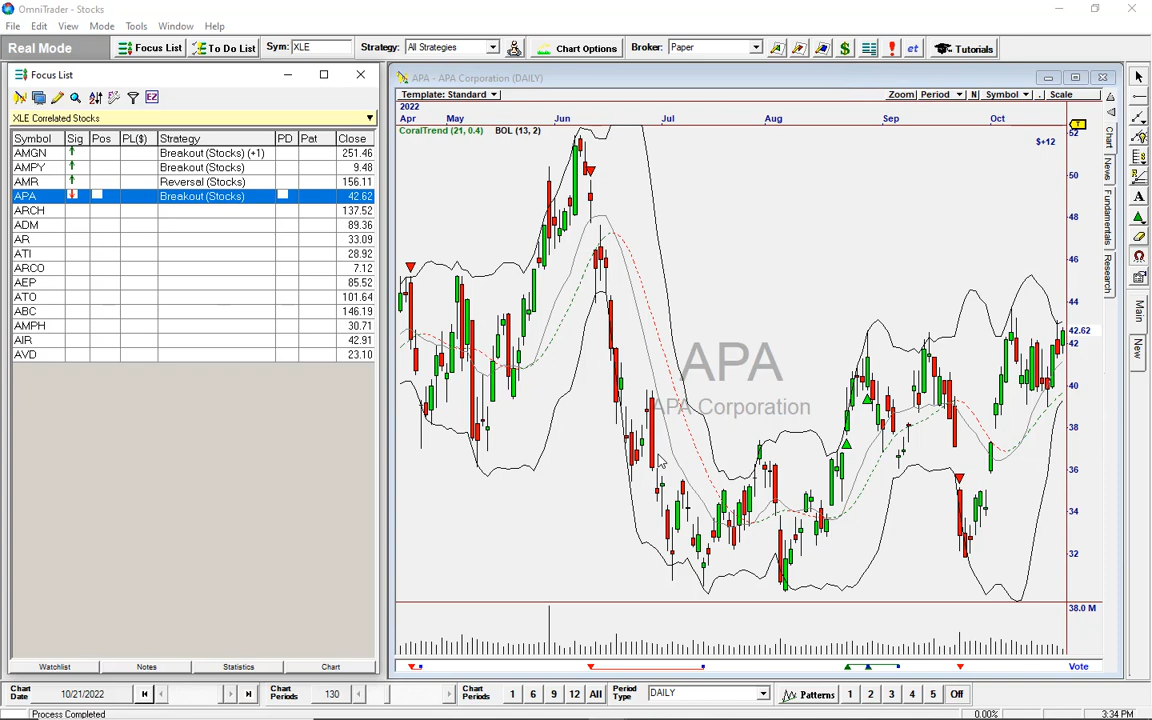 OmniTrader - Stocks
File Edit View Mode Tools Window Help
Real Mode Focus List To Do List Sym: XLE Strategy: All Strategies Chart Options Broker: Paper $ ! et Tutorials
Focus List
EZ
XLE Correlated Stocks
Symbol Sig Pos PL($) Strategy PD Pat Close
AMGN Breakout (Stocks) (+1) 251.46
AMPY Breakout (Stocks) 9.48
AMR Reversal (Stocks) 156.11
APA Breakout (Stocks) 42.62
ARCH 137.52
ADM 89.36
AR 33.09
ATI 28.92
ARCO 7.12
AEP 85.52
ATO 101.64
ABC 146.19
AMPH 30.71
AIR 42.91
AVD 23.10
Watchlist Notes Statistics Chart
APA - APA Corporation (DAILY)
Template: Standard Zoom Period N Symbol . Scale
2022
Apr May Jun Jul Aug Sep Oct
CoralTrend (21, 0.4) BOL (13, 2)
T
$+12
52
50
48
46
44
42.62
42
40
38
36
34
32
38.0 M
APA
APA Corporation
Vote
Chart
News
Fundamentals
Research
A
Main
New
Chart Date 10/21/2022 Chart Periods 130 Chart Periods 1 6 9 12 All Period Type DAILY Patterns 1 2 3 4 5 Off
Process Completed 0.00% 3:34 PM